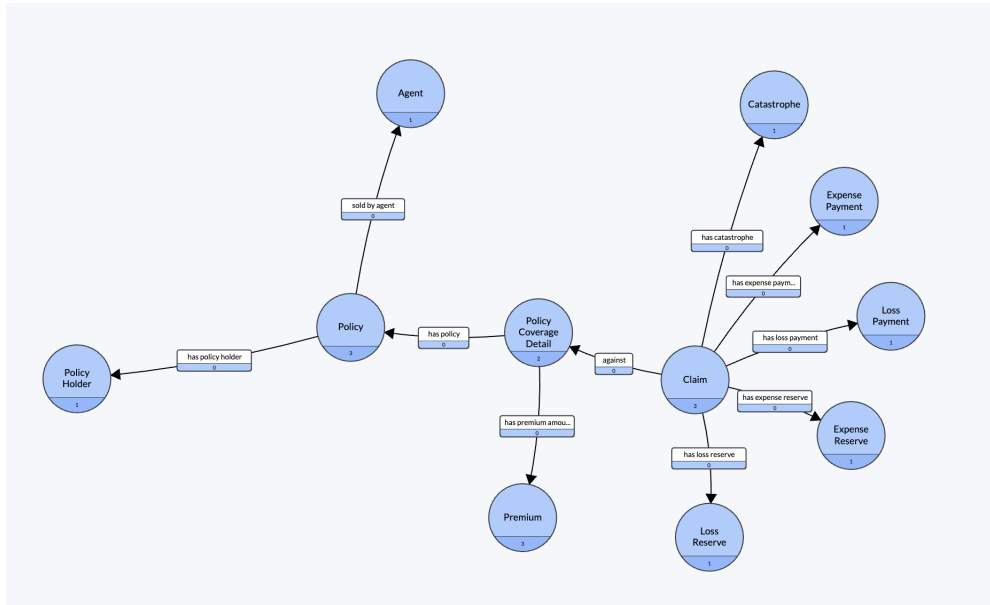 Agent
1
Catastrophe
1
Expense
Payment
1
sold by agent
0
has catastrophe
0
has expense paym...
0
Loss
Payment
1
Policy
3
has policy
0
Policy
Coverage
Detail
2
has loss payment
0
has policy holder
0
against
0
Policy
Holder
1
Claim
3
has expense reserve
0
Expense
Reserve
1
has premium amou...
0
has loss reserve
0
Premium
3
Loss
Reserve
1